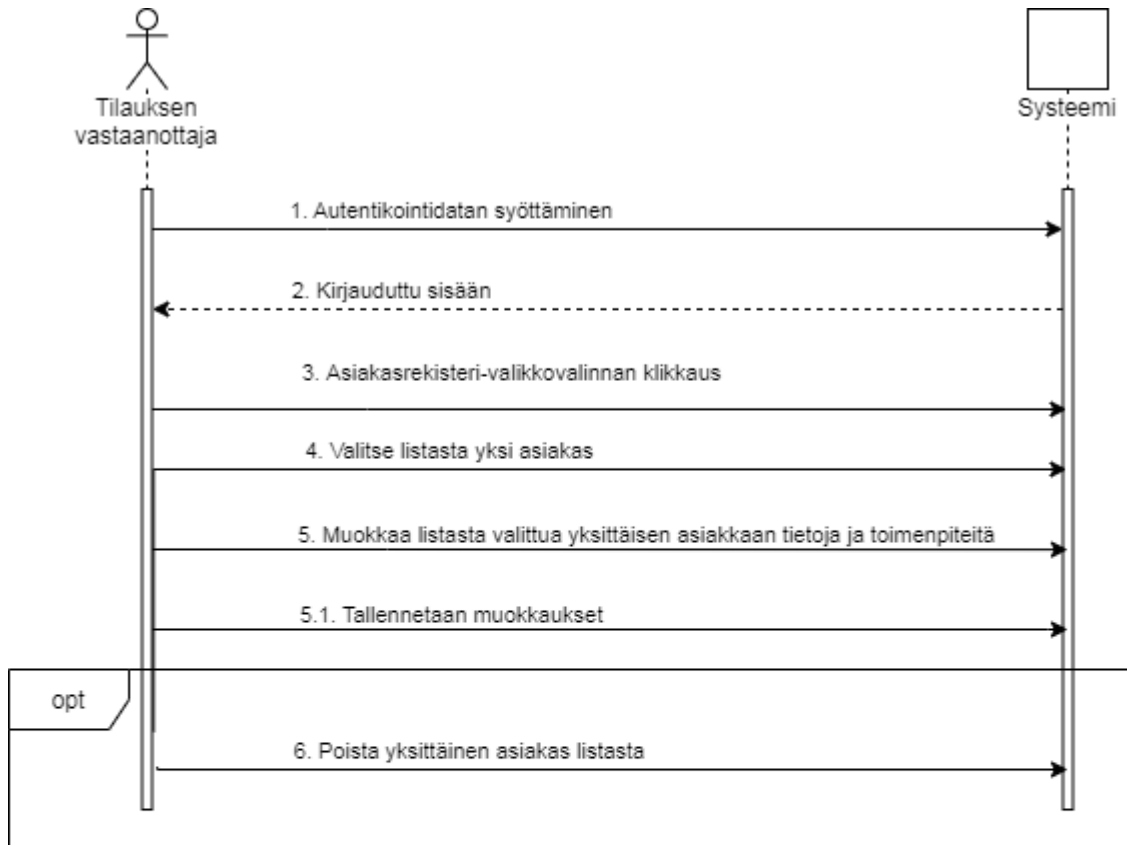 Tilauksen
vastaanottaja
Systeemi
1. Autentikointidatan syöttäminen
2. Kirjauduttu sisään
3. Asiakasrekisteri-valikkovalinnan klikkaus
4. Valitse listasta yksi asiakas
5. Muokkaa listasta valittua yksittäisen asiakkaan tietoja ja toimenpiteitä
5.1. Tallennetaan muokkaukset
opt
6. Poista yksittäinen asiakas listasta